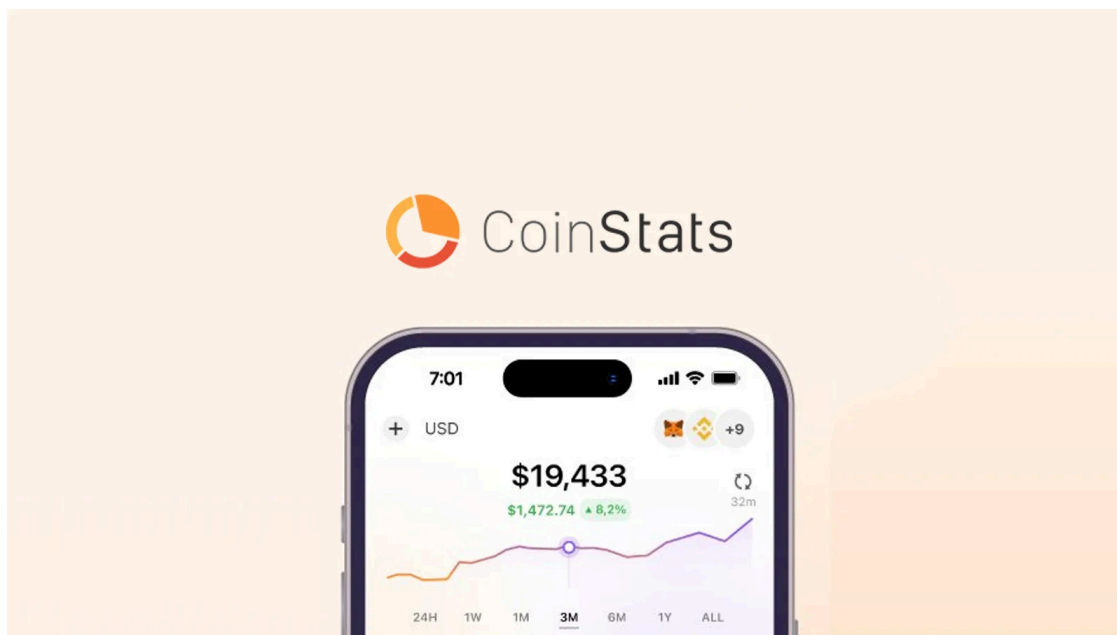 CoinStats
7:01
+ USD
+9
$19,433
$1,472.74 ▲ 8,2%
32m
24H 1W 1M 3M 6M 1Y ALL